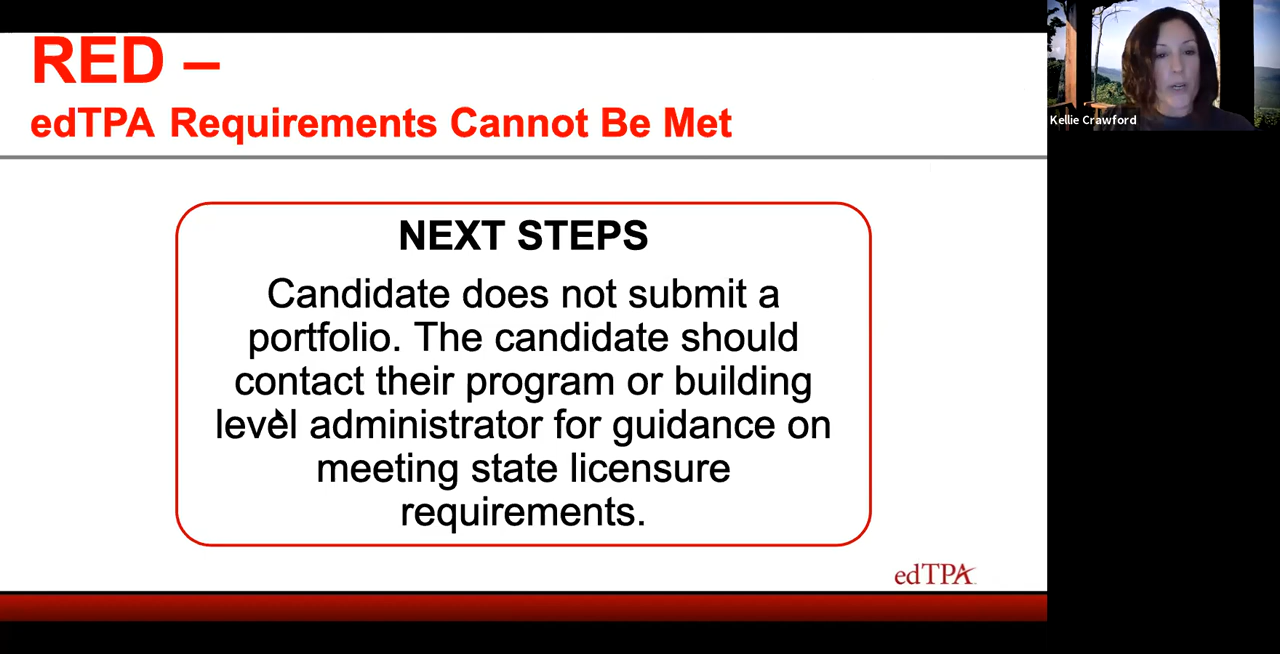 RED –
edTPA Requirements Cannot Be Met
Kellie Crawford
NEXT STEPS
Candidate does not submit a
portfolio. The candidate should
contact their program or building
level administrator for guidance on
meeting state licensure
requirements.
edTPA